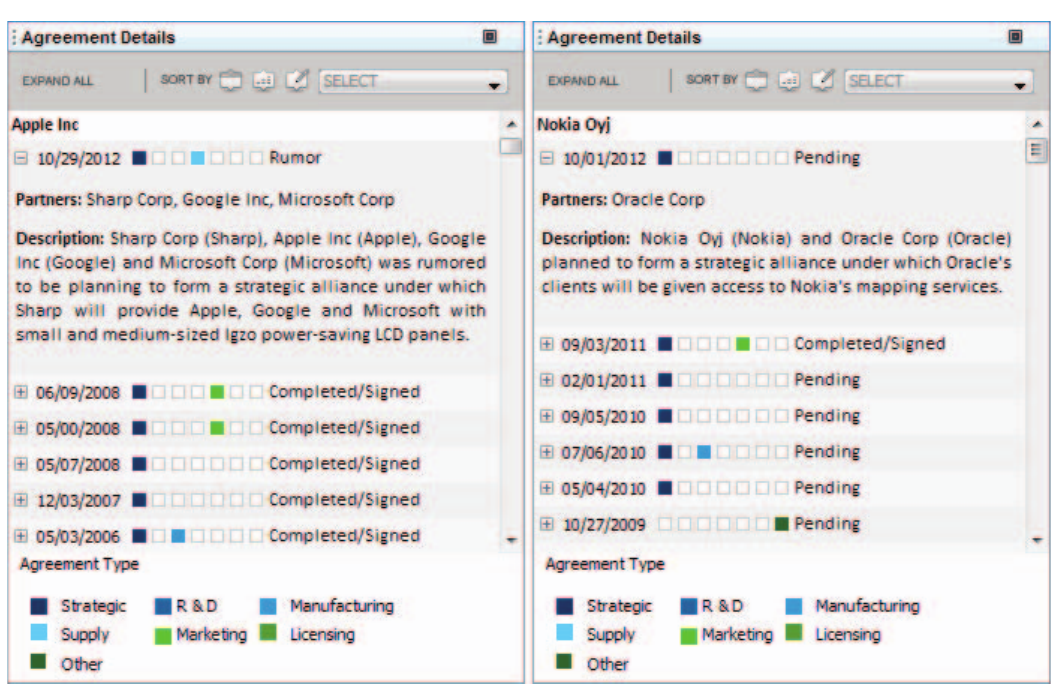 Agreement Details
EXPAND ALL
SORT BY
SELECT
Apple Inc
10/29/2012 Rumor
Partners: Sharp Corp, Google Inc, Microsoft Corp
Description: Sharp Corp (Sharp), Apple Inc (Apple), Google
Inc (Google) and Microsoft Corp (Microsoft) was rumored
to be planning to form a strategic alliance under which
Sharp will provide Apple, Google and Microsoft with
small and medium-sized Igzo power-saving LCD panels.
06/09/2008 Completed/Signed
05/00/2008 Completed/Signed
05/07/2008 Completed/Signed
12/03/2007 Completed/Signed
05/03/2006 Completed/Signed
Agreement Type
Strategic R & D Manufacturing
Supply Marketing Licensing
Other
Agreement Details
EXPAND ALL
SORT BY
SELECT
Nokia Oyj
10/01/2012 Pending
Partners: Oracle Corp
Description: Nokia Oyj (Nokia) and Oracle Corp (Oracle)
planned to form a strategic alliance under which Oracle's
clients will be given access to Nokia's mapping services.
09/03/2011 Completed/Signed
02/01/2011 Pending
09/05/2010 Pending
07/06/2010 Pending
05/04/2010 Pending
10/27/2009 Pending
Agreement Type
Strategic R & D Manufacturing
Supply Marketing Licensing
Other